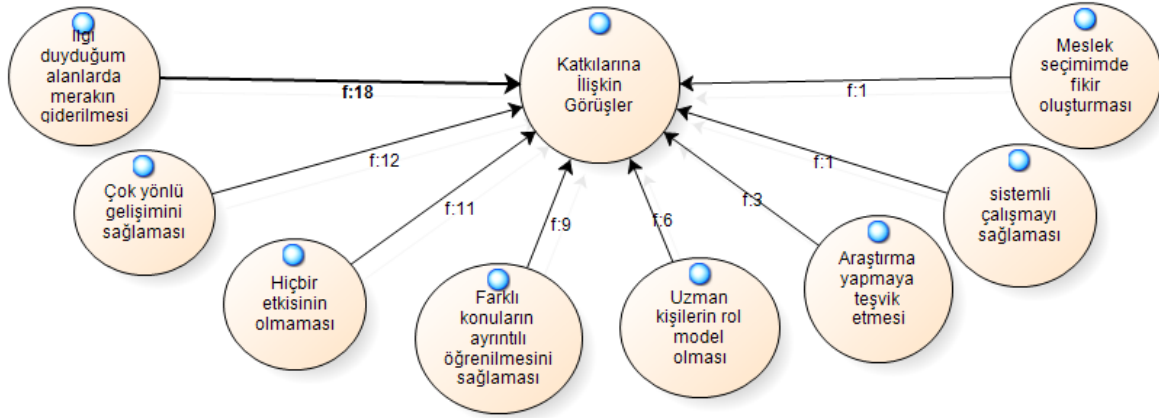 İlgi
duyduğum
alanlarda
merakın
giderilmesi
f:18
Katkılarına
İlişkin
Görüşler
f:1
Meslek
seçimimde
fikir
oluşturması
Çok yönlü
gelişimini
sağlaması
f:12
f:1
sistemli
çalışmayı
sağlaması
Hiçbir
etkisinin
olmaması
f:11
f:9
f:6
f:3
Araştırma
yapmaya
teşvik
etmesi
Farklı
konuların
ayrıntılı
öğrenilmesini
sağlaması
Uzman
kişilerin rol
model
olması